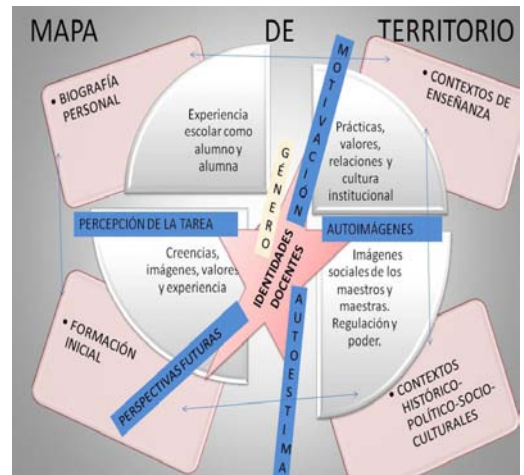 MAPA DE TERRITORIO
• BIOGRAFÍA
PERSONAL
Experiencia
escolar como
alumno y
alumna
GÉNERO
MOTIVACIÓN
Prácticas,
valores,
relaciones y
cultura
institucional
• CONTEXTOS DE
ENSEÑANZA
PERCEPCIÓN DE LA TAREA
AUTOIMÁGENES
Creencias,
imágenes, valores
y experiencia
IDENTIDADES
DOCENTES
Imágenes
sociales de los
maestros y
maestras.
Regulación y
poder.
• FORMACIÓN
INICIAL
PERSPECTIVAS FUTURAS
AUTOESTIMA
• CONTEXTOS
HISTÓRICO-
POLÍTICO-SOCIO-
CULTURALES